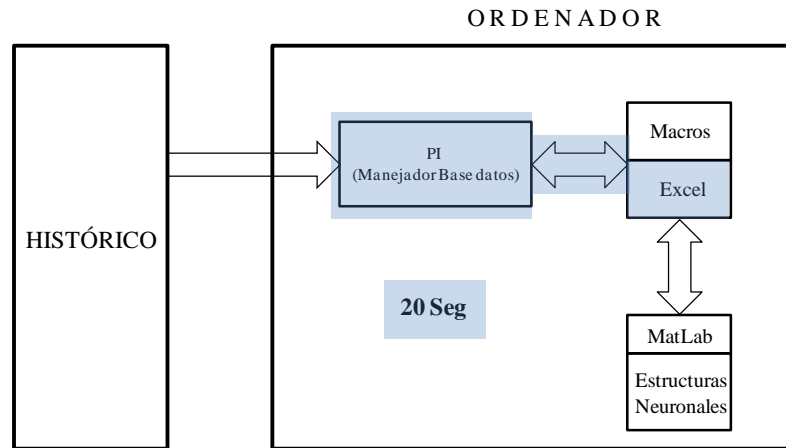 ORDENADOR
HISTÓRICO
PI
(Manejador Base datos)
Macros
Excel
20 Seg
MatLab
Estructuras
Neuronales